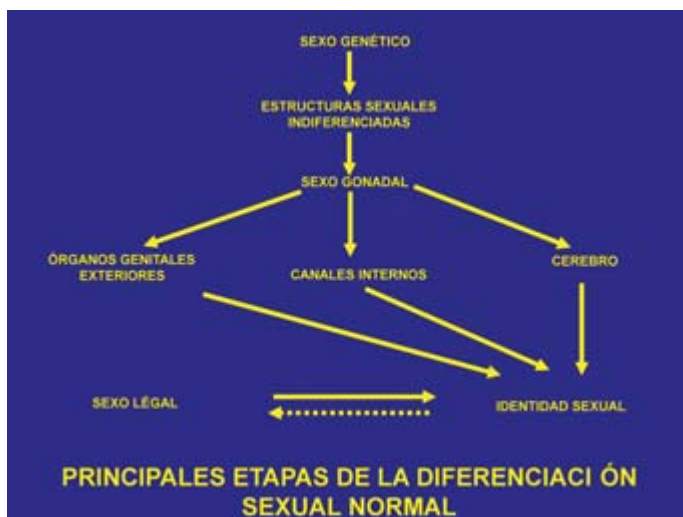 SEXO GENÉTICO
ESTRUCTURAS SEXUALES
INDIFERENCIADAS
SEXO GONADAL
ÓRGANOS GENITALES
EXTERIORES
CANALES INTERNOS
CEREBRO
SEXO LÉGAL
IDENTIDAD SEXUAL
PRINCIPALES ETAPAS DE LA DIFERENCIACI ÓN
SEXUAL NORMAL